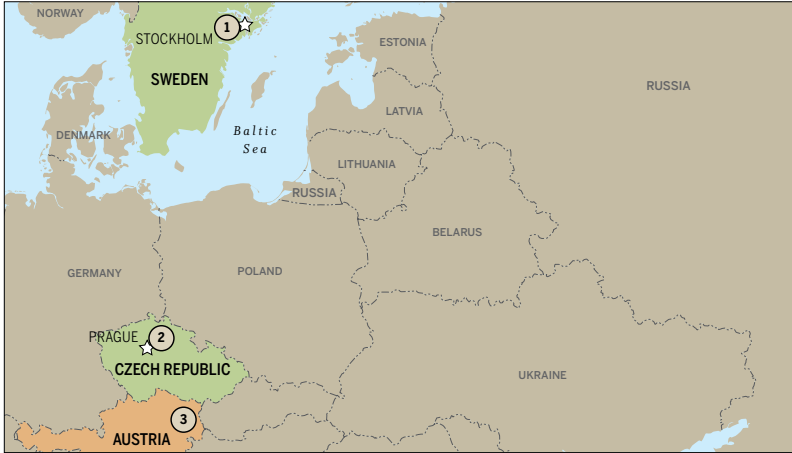 NORWAY
1
STOCKHOLM
SWEDEN
ESTONIA
RUSSIA
LATVIA
DENMARK
Baltic
Sea
LITHUANIA
RUSSIA
BELARUS
GERMANY
POLAND
PRAGUE
2
CZECH REPUBLIC
UKRAINE
3
AUSTRIA